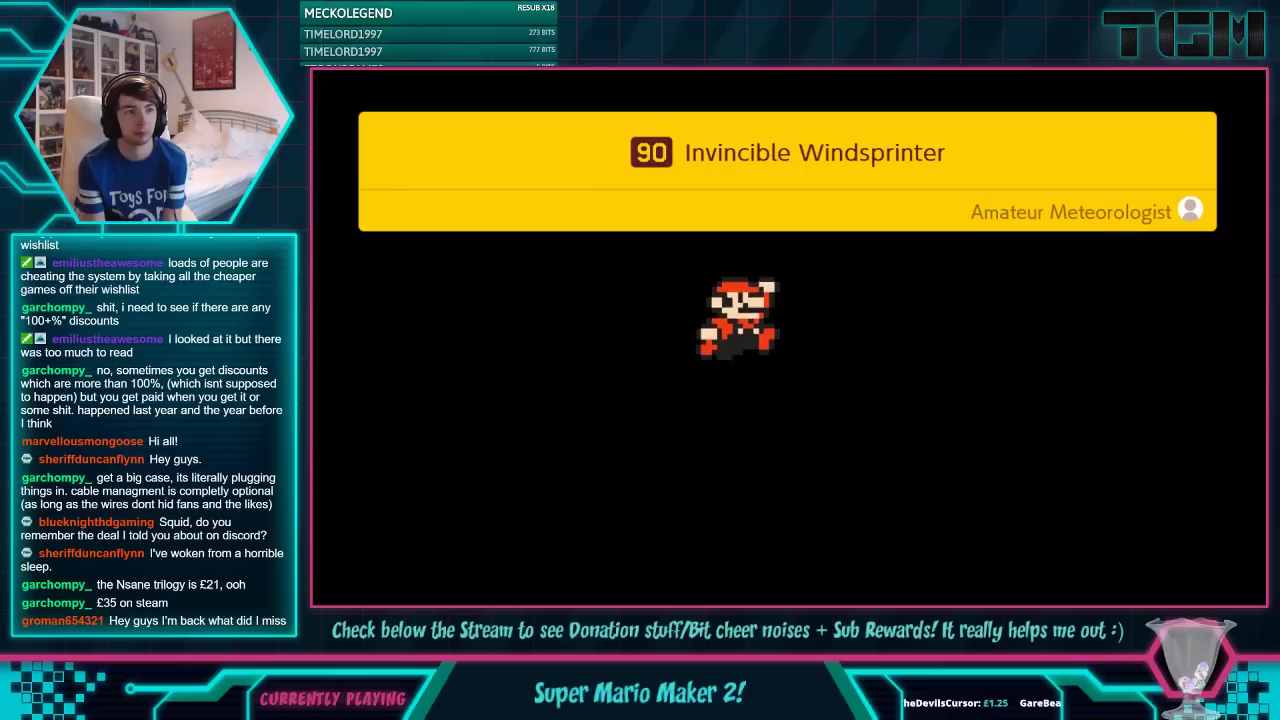 MECKOLEGEND RESUB X18
TIMELORD1997 273 BITS
TIMELORD1997 777 BITS
TGM
TOYS FOR
90 Invincible Windsprinter
Amateur Meteorologist
wishlist
emiliustheawesome loads of people are
cheating the system by taking all the cheaper
games off their wishlist
garchompy_ shit, i need to see if there are any
"100+%" discounts
emiliustheawesome I looked at it but there
was too much to read
garchompy_ no, sometimes you get discounts
which are more than 100%, (which isnt supposed
to happen) but you get paid when you get it or
some shit. happened last year and the year before
I think
marvellousmongoose Hi all!
sheriffduncanflynn Hey guys.
garchompy_ get a big case, its literally plugging
things in. cable managment is completly optional
(as long as the wires dont hid fans and the likes)
blueknighthdgaming Squid, do you
remember the deal I told you about on discord?
sheriffduncanflynn I've woken from a horrible
sleep.
garchompy_ the Nsane trilogy is £21, ooh
garchompy_ £35 on steam
groman654321 Hey guys I'm back what did I miss
Check below the Stream to see Donation stuff/Bit cheer noises + Sub Rewards! It really helps me out :)
CURRENTLY PLAYING
Super Mario Maker 2!
heDevilsCursor: £1.25 GareBea